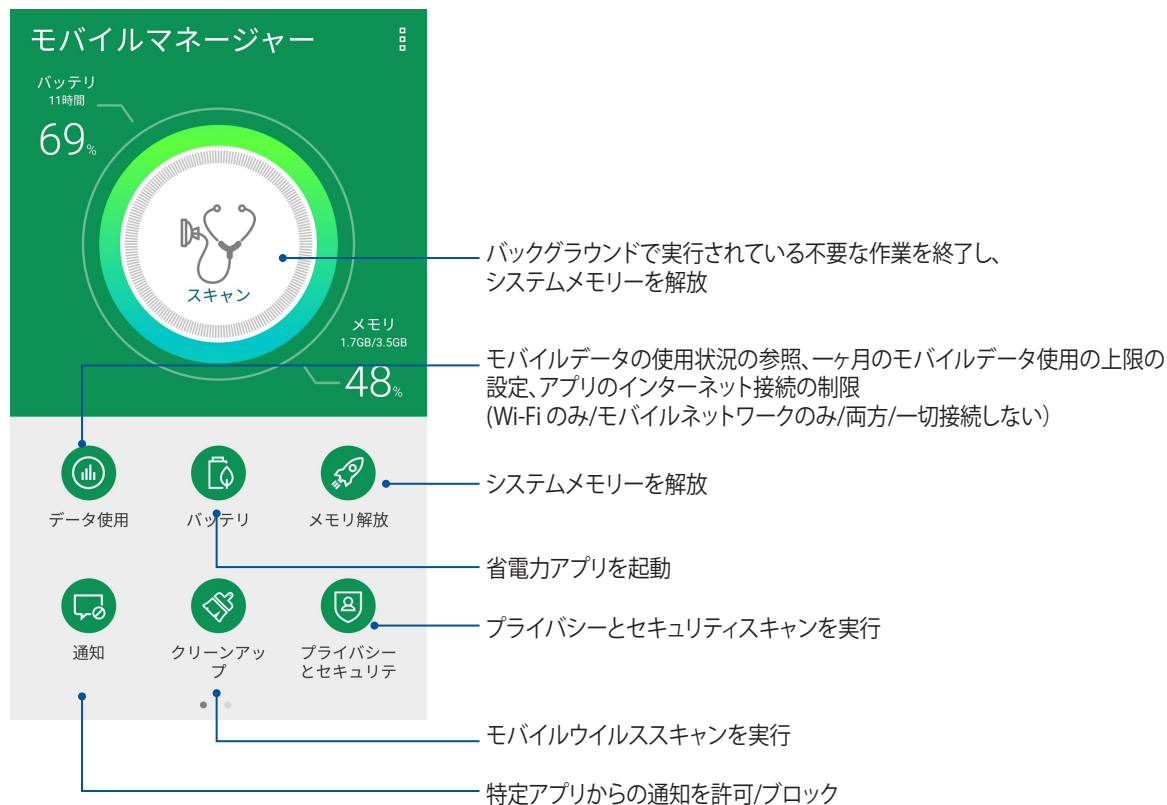 モバイルマネージャー
バッテリ
11時間
69%
スキャン
メモリ
1.7GB/3.5GB
48%
データ使用
バッテリ
メモリ解放
通知
クリーンアッ
プ
プライバシー
とセキュリテ
バックグラウンドで実行されている不要な作業を終了し、
システムメモリーを解放
モバイルデータの使用状況の参照、一ヶ月のモバイルデータ使用の上限の
設定、アプリのインターネット接続の制限
(Wi-Fi のみ/モバイルネットワークのみ/両方/一切接続しない）
システムメモリーを解放
省電力アプリを起動
プライバシーとセキュリティスキャンを実行
モバイルウイルススキャンを実行
特定アプリからの通知を許可/ブロック